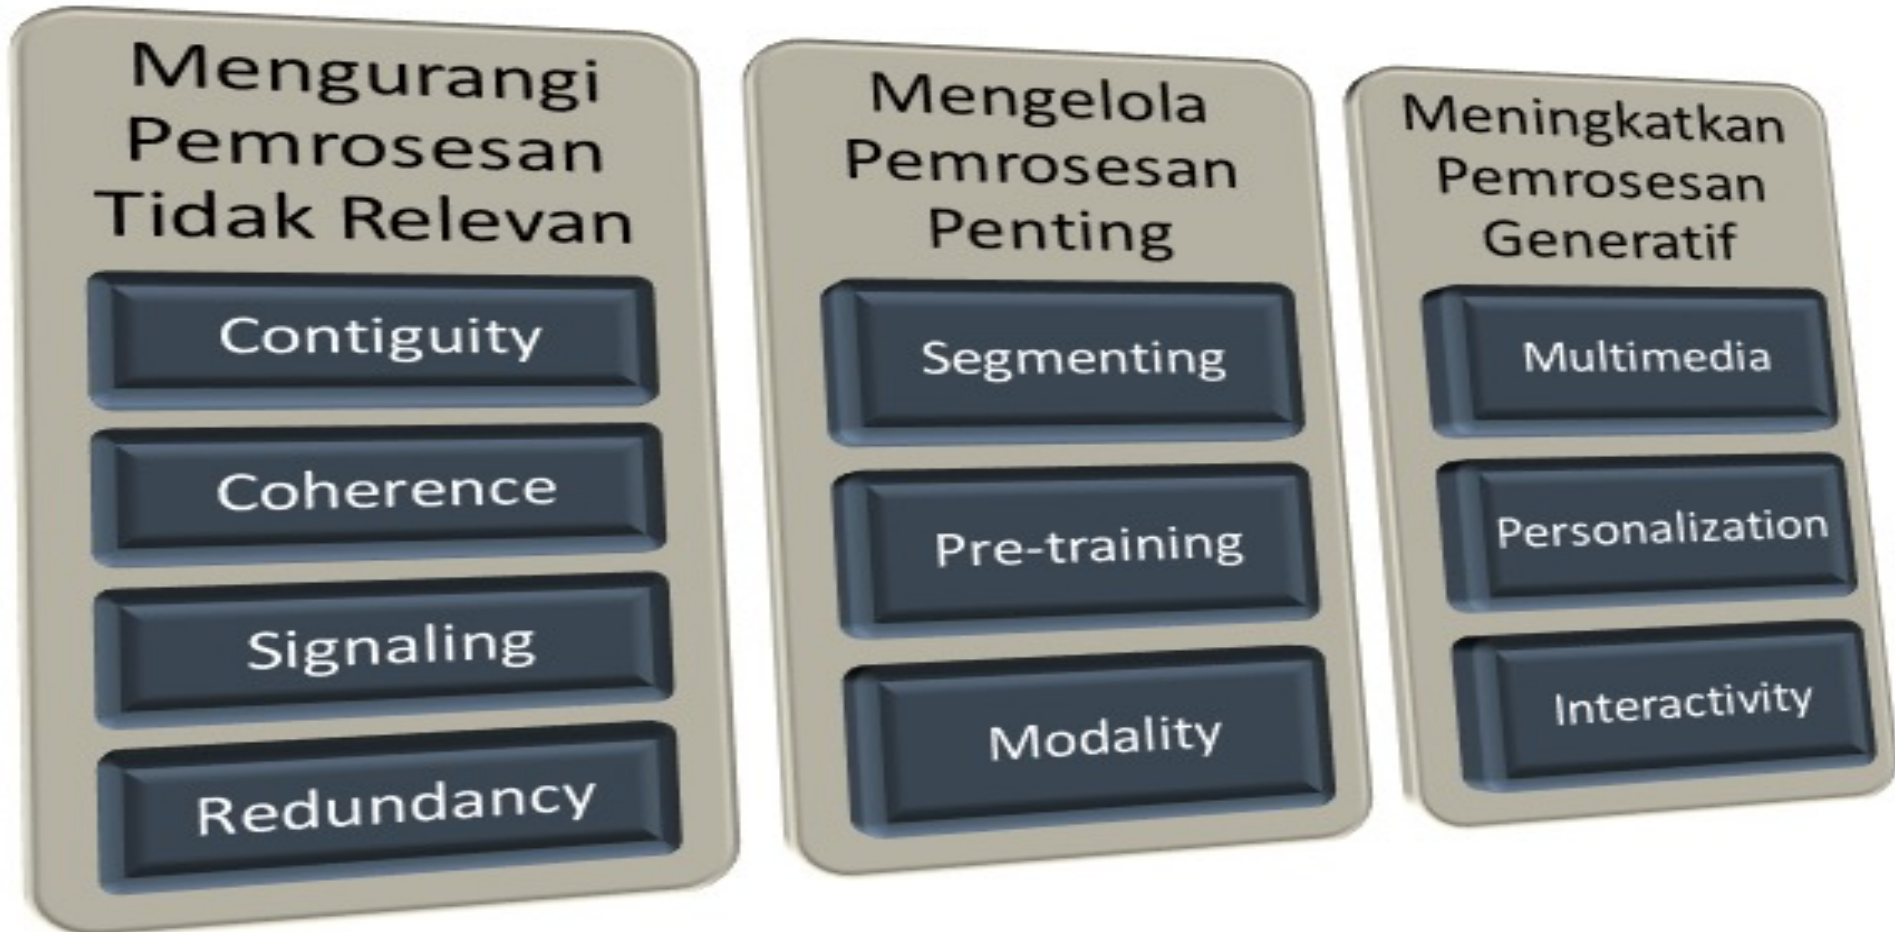 Mengurangi
Pemrosesan
Tidak Relevan
Contiguity
Coherence
Signaling
Redundancy
Mengelola
Pemrosesan
Penting
Segmenting
Pre-training
Modality
Meningkatkan
Pemrosesan
Generatif
Multimedia
Personalization
Interactivity